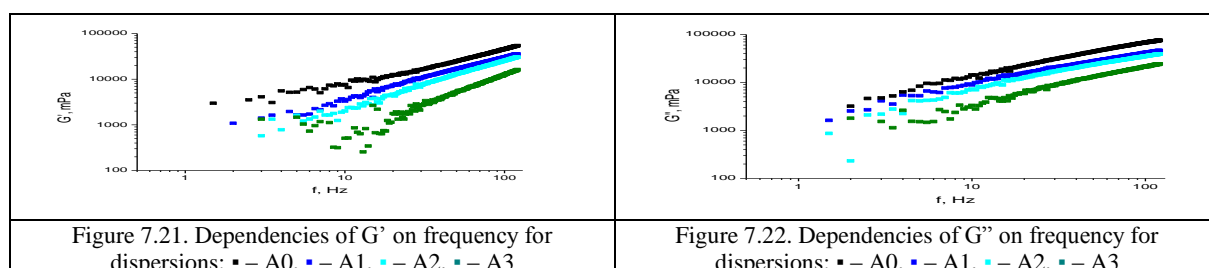 100000
10000
1000
100
G', mPa
1
10
100
f, Hz
100000
10000
1000
100
G", mPa
1
10
100
f, Hz
Figure 7.21. Dependencies of G’ on frequency for
dispersions: ▪ – A0, ▪ – A1, ▪ – A2, ▪ – A3
Figure 7.22. Dependencies of G” on frequency for
dispersions: ▪ – A0, ▪ – A1, ▪ – A2, ▪ – A3